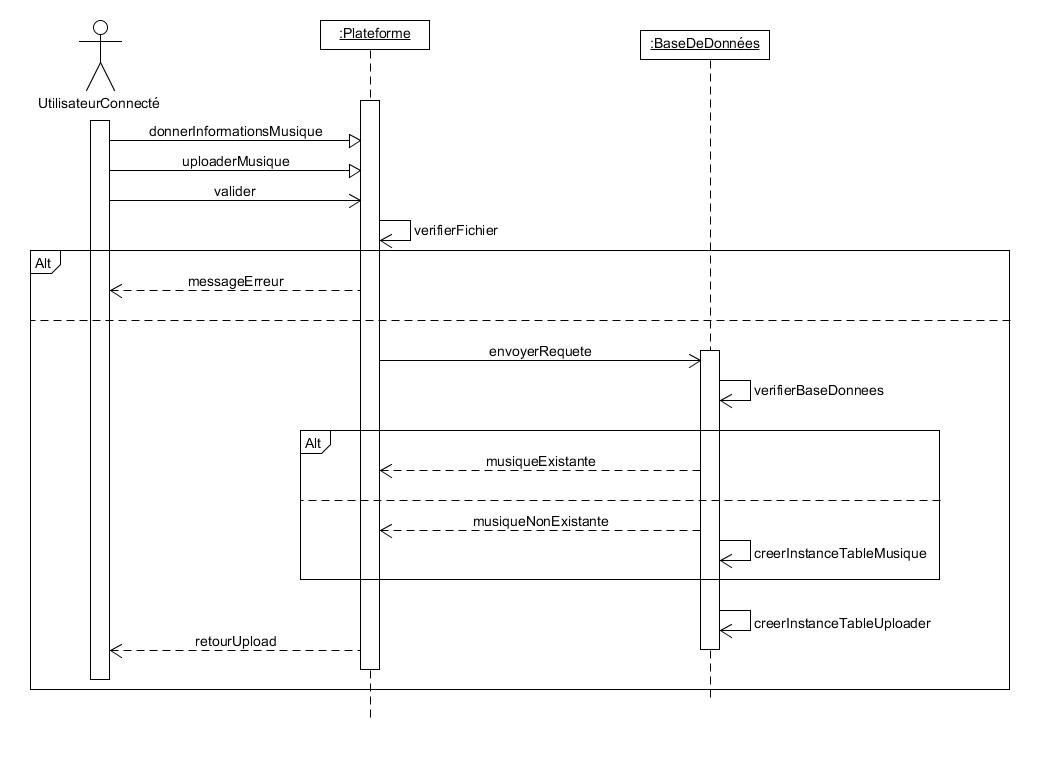 :Plateforme
:BaseDeDonnées
UtilisateurConnecté
donnerInformationsMusique
uploaderMusique
valider
verifierFichier
Alt
messageErreur
envoyerRequete
verifierBaseDonnees
Alt
musiqueExistante
musiqueNonExistante
creerInstanceTableMusique
creerInstanceTableUploader
retourUpload